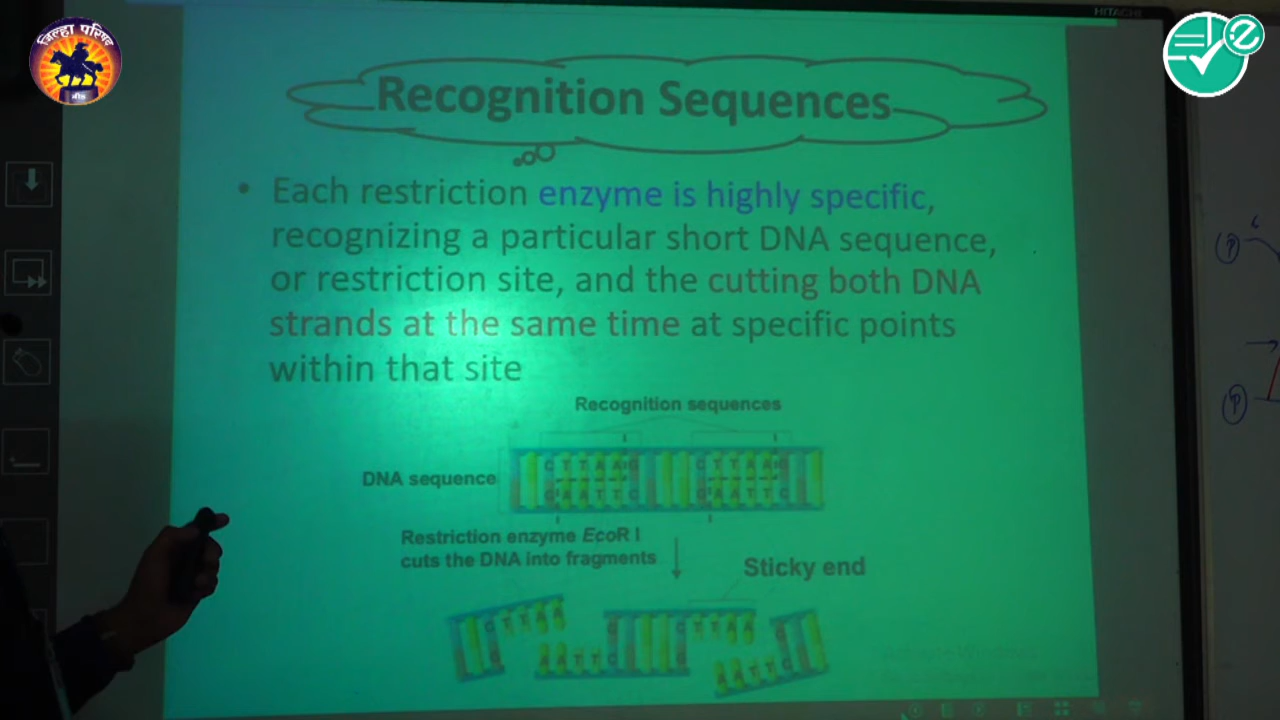 HITACHI
जिल्हा परिषद
बीड
Recognition Sequences
• Each restriction enzyme is highly specific,
recognizing a particular short DNA sequence,
or restriction site, and the cutting both DNA
strands at the same time at specific points
within that site
Recognition sequences
DNA sequence
C T T A A G C T T A A G
G A A T T C G A A T T C
Restriction enzyme EcoR I
cuts the DNA into fragments
Sticky end
C T T A A G C T T A A G
G A A T T C G A A T T C